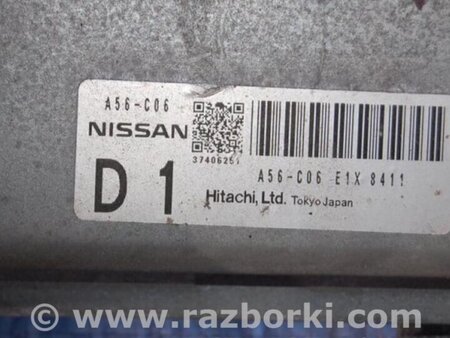 A56-C06
NISSAN
37406251
D 1
A56-C06 E1X 8411
Hitachi, Ltd. Tokyo Japan
© www.razborki.com